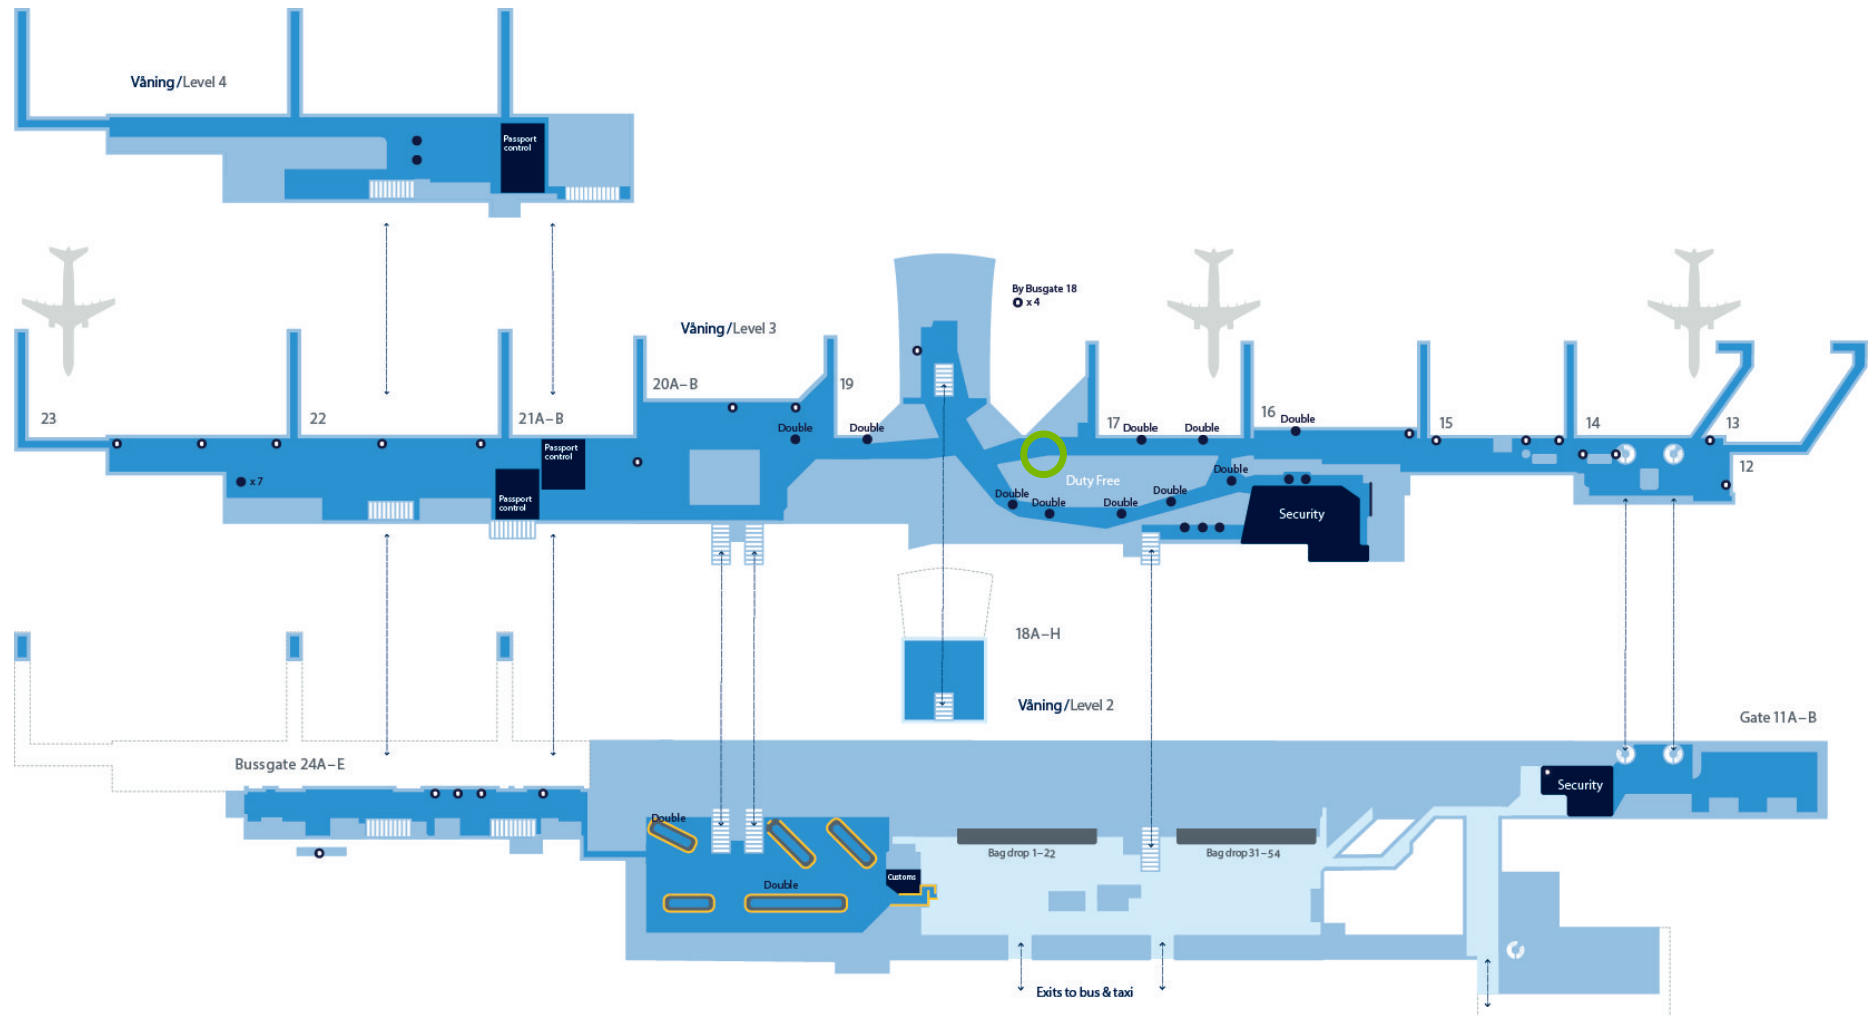 Våning/Level 4
Passport
control
By Busgate 18
x 4
Våning/Level 3
20A–B
19
23
22
21A–B
17
16
15
14
13
12
Double
Double
Double
Double
Double
Passport
control
x 7
Passport
control
Duty Free
Double
Double
Double
Double
Double
Security
18A–H
Våning/Level 2
Gate 11A–B
Bussgate 24A–E
Security
Double
Double
Customs
Bag drop 1–22
Bag drop 31–54
Exits to bus & taxi